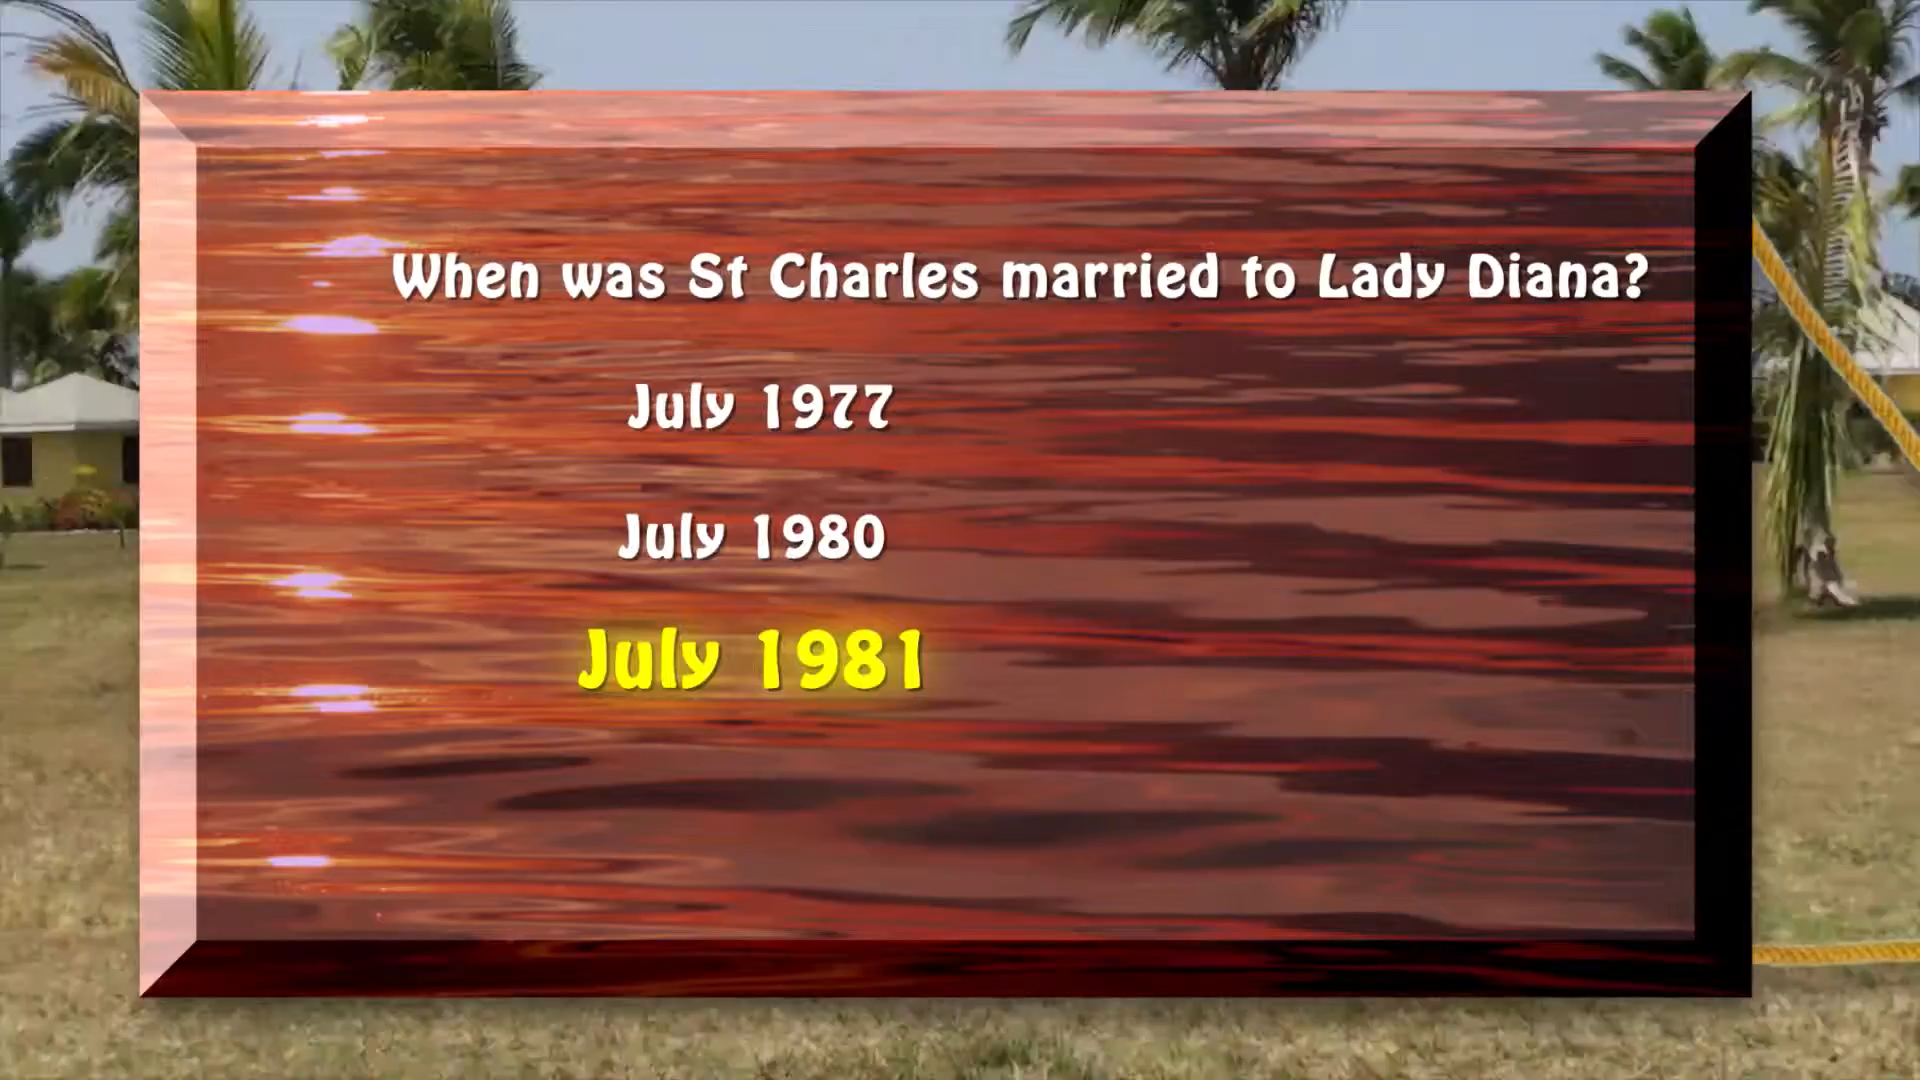 When was St Charles married to Lady Diana?
July 1977
July 1980
July 1981